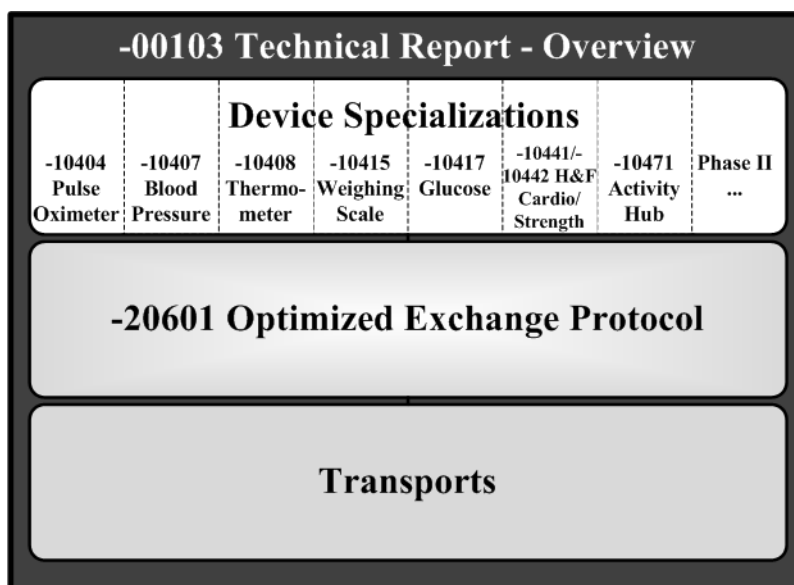 -00103 Technical Report - Overview
Device Specializations
-10404
Pulse
Oximeter
-10407
Blood
Pressure
-10408
Thermo-
meter
-10415
Weighing
Scale
-10417
Glucose
-10441/-
10442 H&F
Cardio/
Strength
-10471
Activity
Hub
Phase II
...
-20601 Optimized Exchange Protocol
Transports